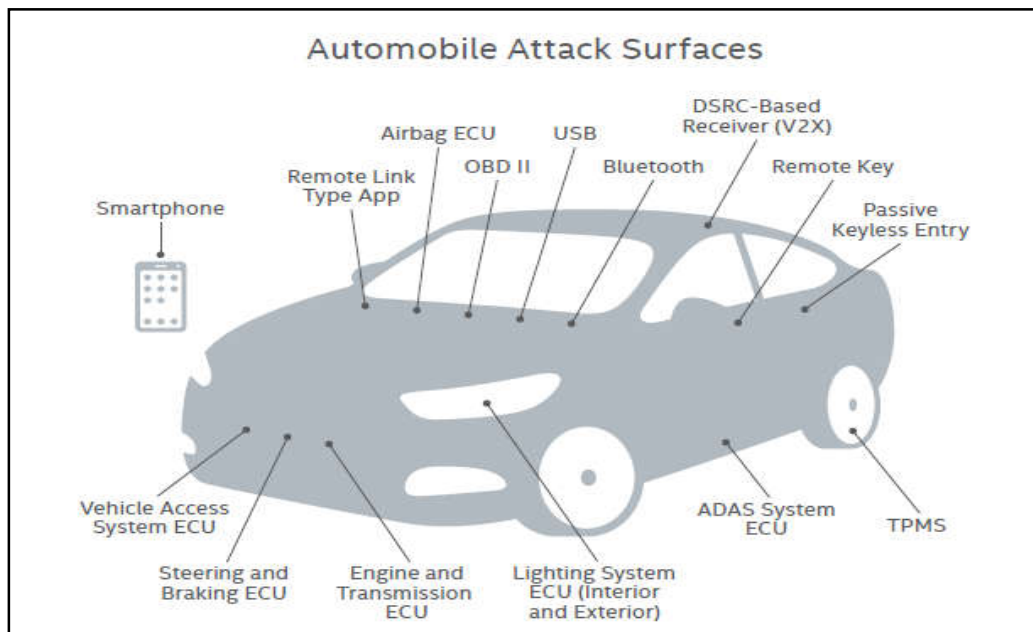 Automobile Attack Surfaces
DSRC-Based
Receiver (V2X)
Airbag ECU
USB
Remote Link
Type App
OBD II
Bluetooth
Remote Key
Smartphone
Passive
Keyless Entry
Vehicle Access
System ECU
ADAS System
ECU
TPMS
Steering and
Braking ECU
Engine and
Transmission
ECU
Lighting System
ECU (Interior
and Exterior)